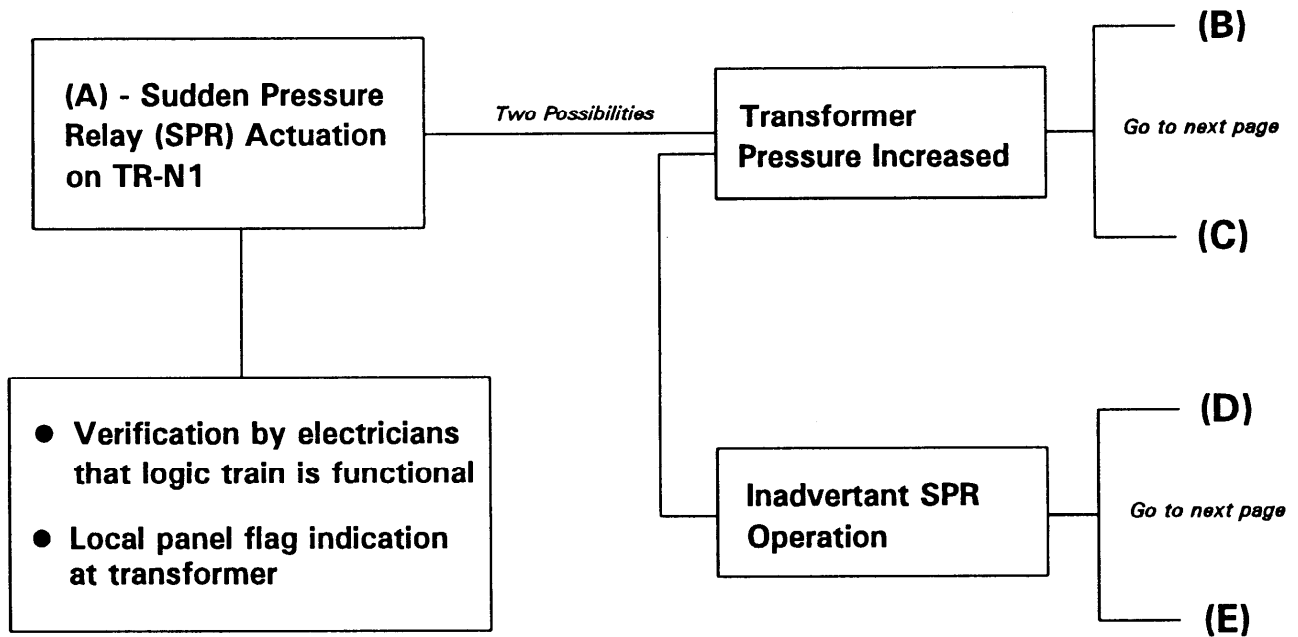 (A) - Sudden Pressure
Relay (SPR) Actuation
on TR-N1
Two Possibilities
Transformer
Pressure Increased
(B)
Go to next page
(C)
● Verification by electricians
that logic train is functional
● Local panel flag indication
at transformer
Inadvertant SPR
Operation
(D)
Go to next page
(E)